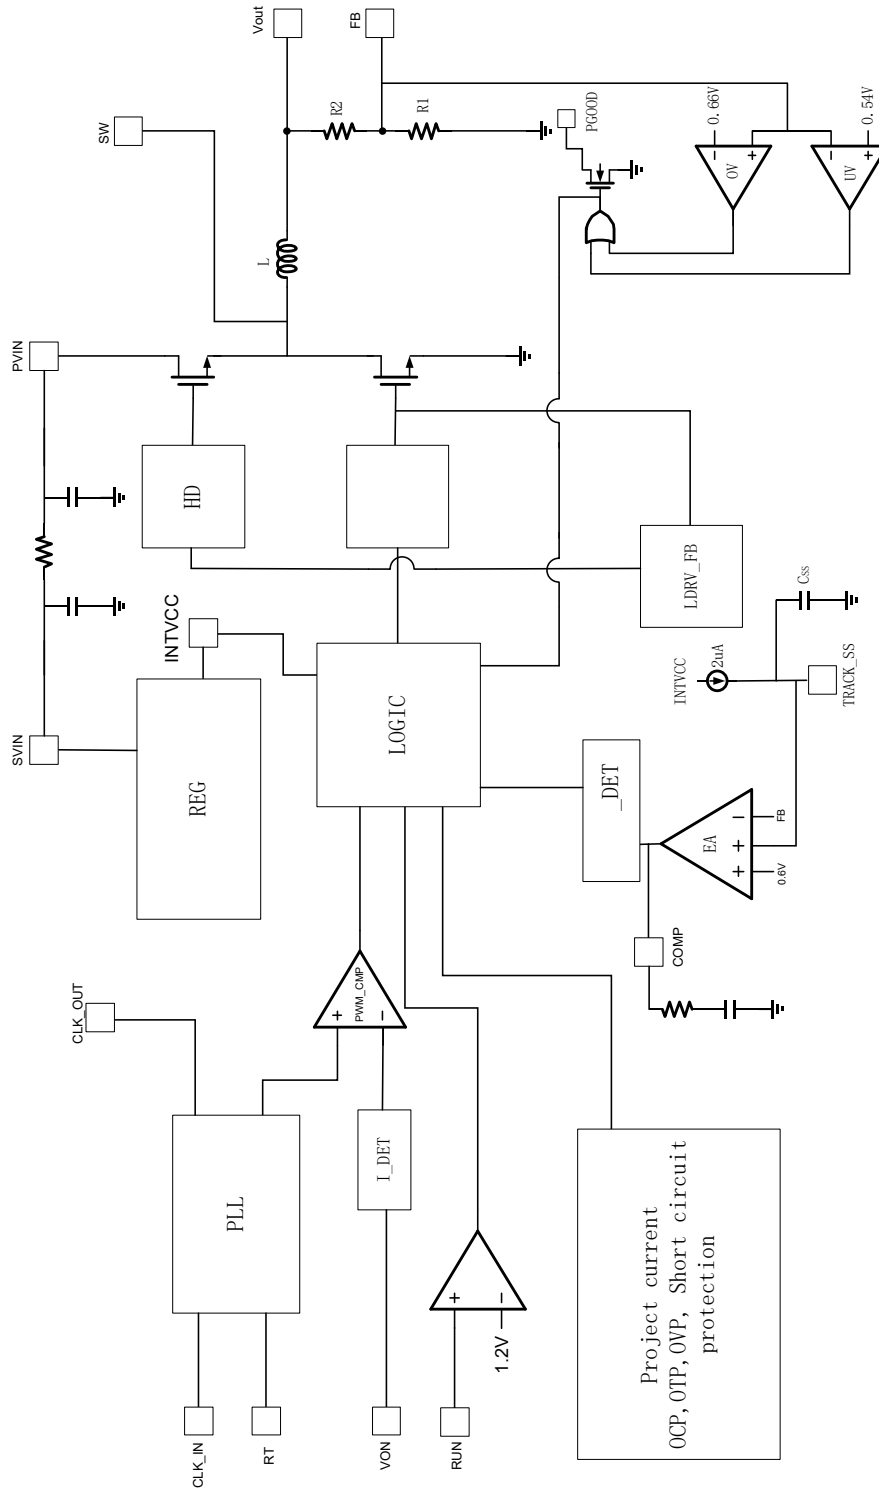 CLK_IN
RT
VON
RUN
CLK_OUT
SVIN
PVIN
SW
Vout
FB
PLL
REG
INTVCC
HD
L
R2
R1
PGOOD
I_DET
+
−
PWM_CMP
LOGIC
1.2V
+
−
Project current
OCP, OTP, OVP, Short circuit
protection
COMP
_DET
EA
+
+
−
0.6V
FB
INTVCC
2uA
TRACK_SS
Css
LDRV_FB
OV
−
+
0.66V
UV
−
+
0.54V